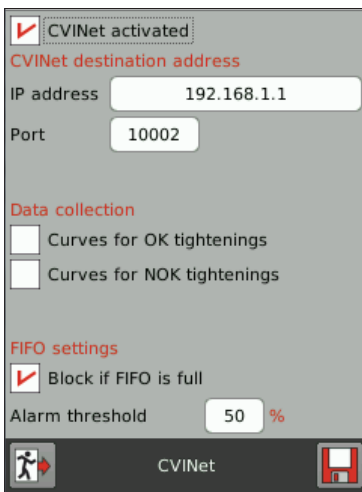 CVINet activated
CVINet destination address
IP address 192.168.1.1
Port 10002
Data collection
Curves for OK tightenings
Curves for NOK tightenings
FIFO settings
Block if FIFO is full
Alarm threshold 50 %
CVINet